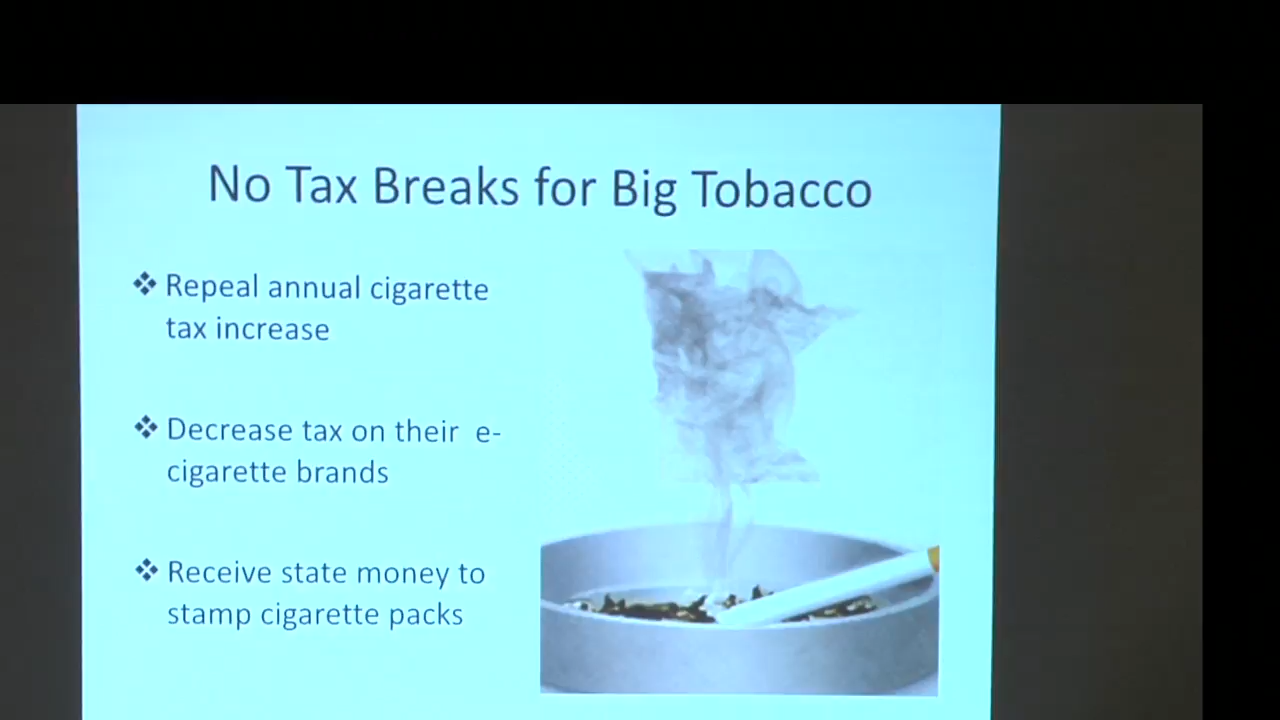 No Tax Breaks for Big Tobacco
❖ Repeal annual cigarette
tax increase
❖ Decrease tax on their e-
cigarette brands
❖ Receive state money to
stamp cigarette packs